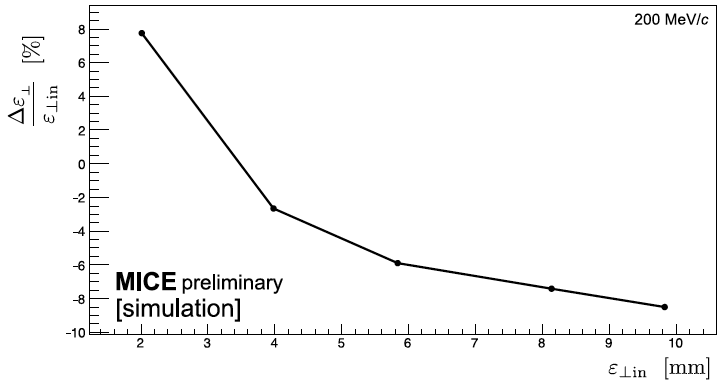 200 MeV/c
Δε⊥
ε⊥in
[%]
8
6
4
2
0
−2
−4
−6
−8
−10
MICE preliminary
[simulation]
2 3 4 5 6 7 8 9 10
ε⊥in [mm]